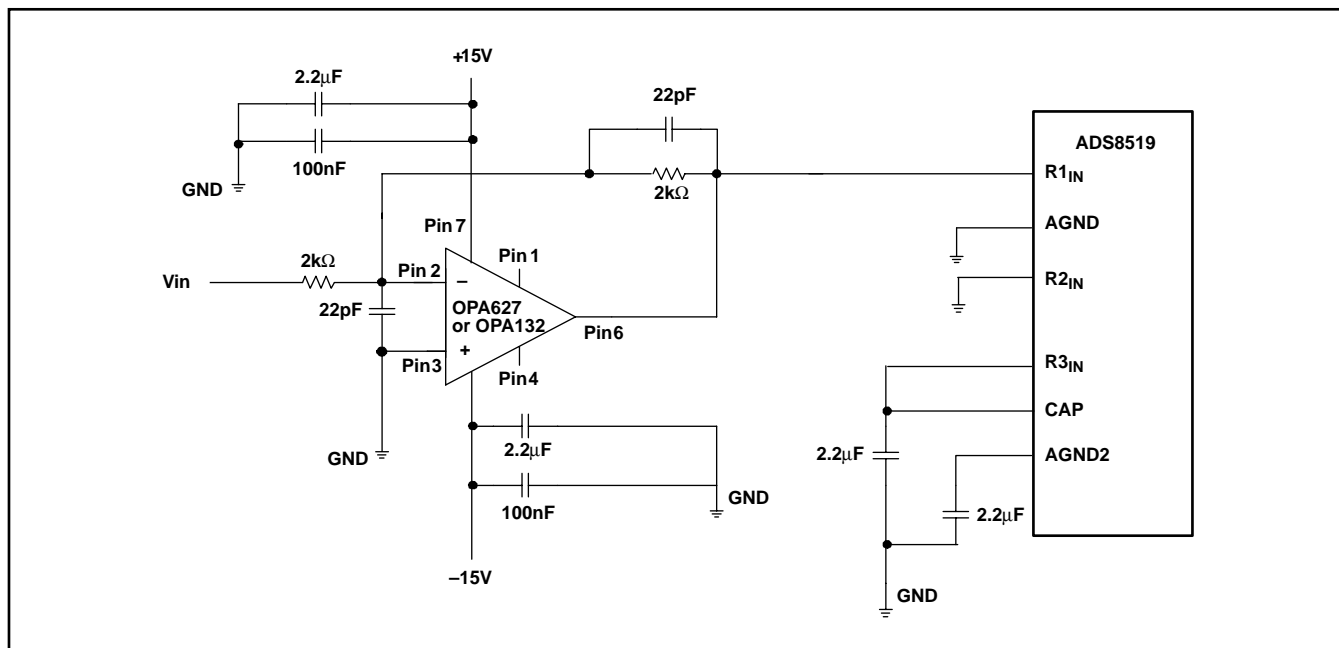 +15V
2.2μF
100nF
GND
22pF
2kΩ
Pin 7
Pin 1
2kΩ
Vin
Pin 2
−
22pF
OPA627
or OPA132
Pin 6
Pin3
+
Pin4
GND
2.2μF
100nF
GND
–15V
ADS8519
R1IN
AGND
R2IN
R3IN
CAP
2.2μF
AGND2
2.2μF
GND